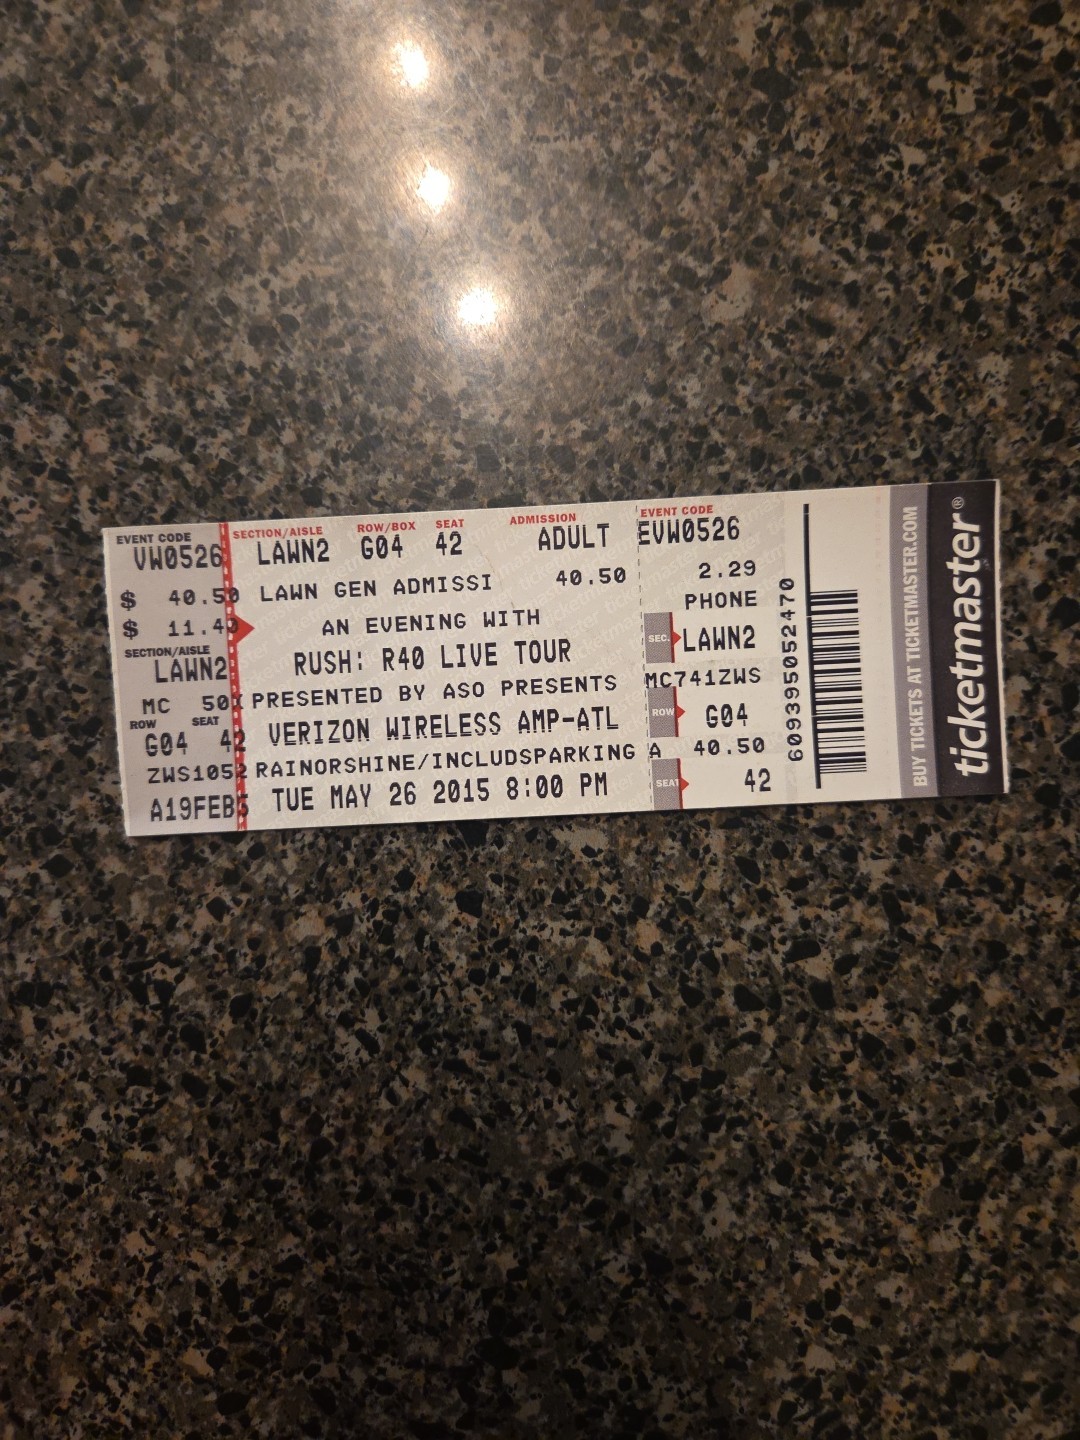 EVENT CODE
VW0526
$ 40.50
$ 11.40
SECTION/AISLE
LAWN2
MC 50X
ROW SEAT
G04 42
ZWS1052
A19FEB5
SECTION/AISLE ROW/BOX SEAT ADMISSION
LAWN2 G04 42 ADULT
LAWN GEN ADMISSI 40.50
AN EVENING WITH
RUSH: R40 LIVE TOUR
PRESENTED BY ASO PRESENTS
VERIZON WIRELESS AMP-ATL
RAINORSHINE/INCLUDSPARKING
TUE MAY 26 2015 8:00 PM
EVENT CODE
EVW0526
2.29
PHONE
SEC. LAWN2
MC741ZWS
ROW G04
A 40.50
SEAT 42
609395052470
BUY TICKETS AT TICKETMASTER.COM
ticketmaster®